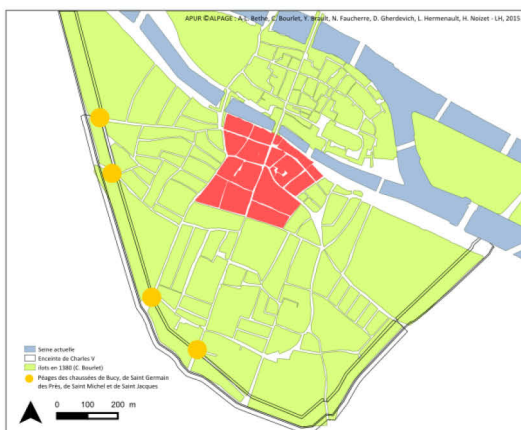 APUR ©ALPAGE : A-L. Bethe, C. Bourlet, Y. Brault, N. Faucherre, D. Gherdevich, L. Hermenault, H. Noizet - LH, 2015
Seine actuelle
Enceinte de Charles V
ilots en 1380 (C. Bourlet)
Péages des chaussées de Bucy, de Saint Germain
des Prés, de Saint Michel et de Saint Jacques
0 100 200 m